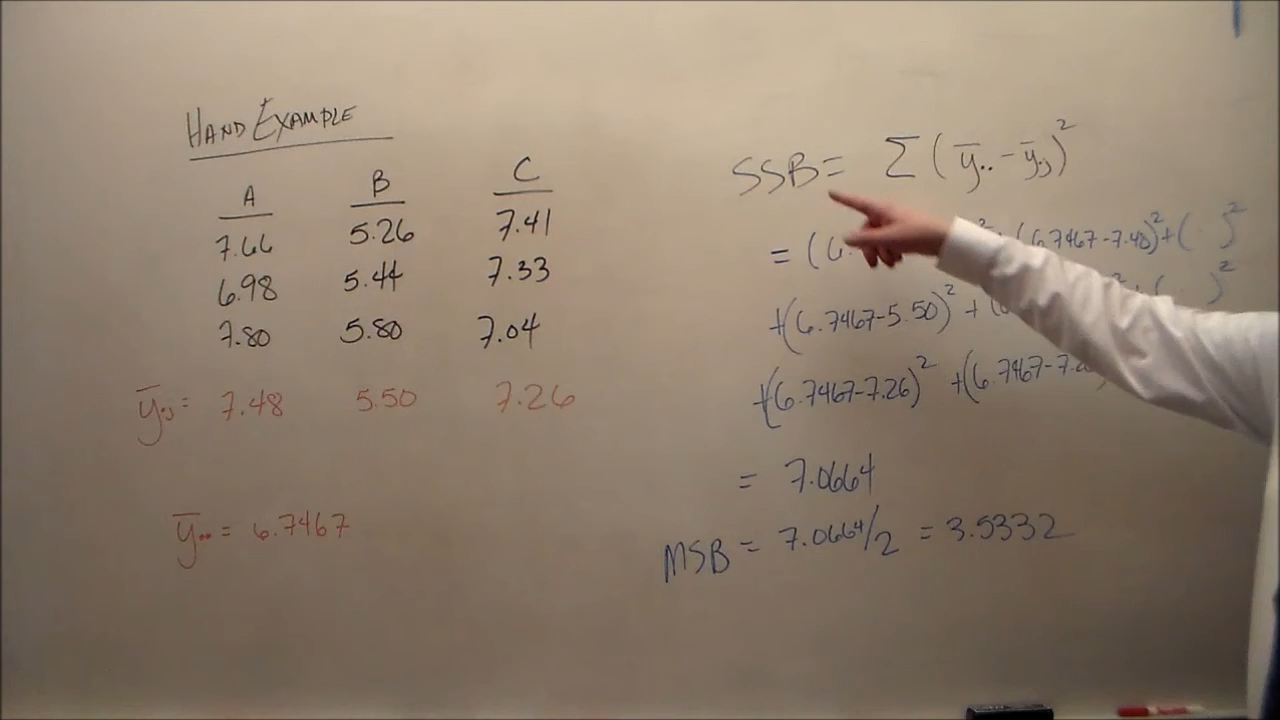 HAND EXAMPLE
A B C
7.66 5.26 7.41
6.98 5.44 7.33
7.80 5.80 7.04
ȳ.j = 7.48 5.50 7.26
ȳ.. = 6.7467
SSB = Σ(ȳ.. - ȳ.j)²
= (6. ² + (6.7467-7.48)² + ( )²
+(6.7467-5.50)² + ( ² + ( )²
+(6.7467-7.26)² + (6.7467-7.2
= 7.0664
MSB = 7.0664/2 = 3.5332